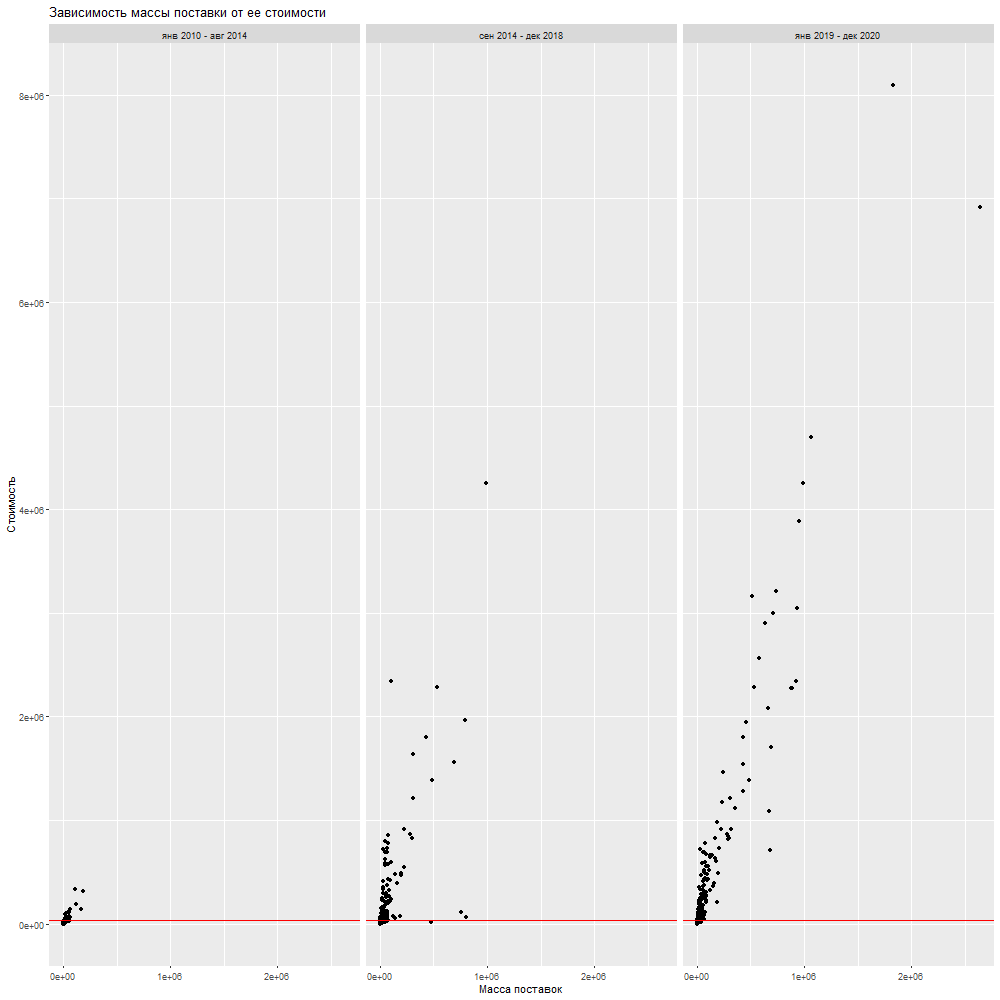 Зависимость массы поставки от ее стоимости
янв 2010 - авг 2014
сен 2014 - дек 2018
янв 2019 - дек 2020
8e+06
6e+06
4e+06
2e+06
0e+00
Стоимость
0e+00 1e+06 2e+06
0e+00 1e+06 2e+06
0e+00 1e+06 2e+06
Масса поставок